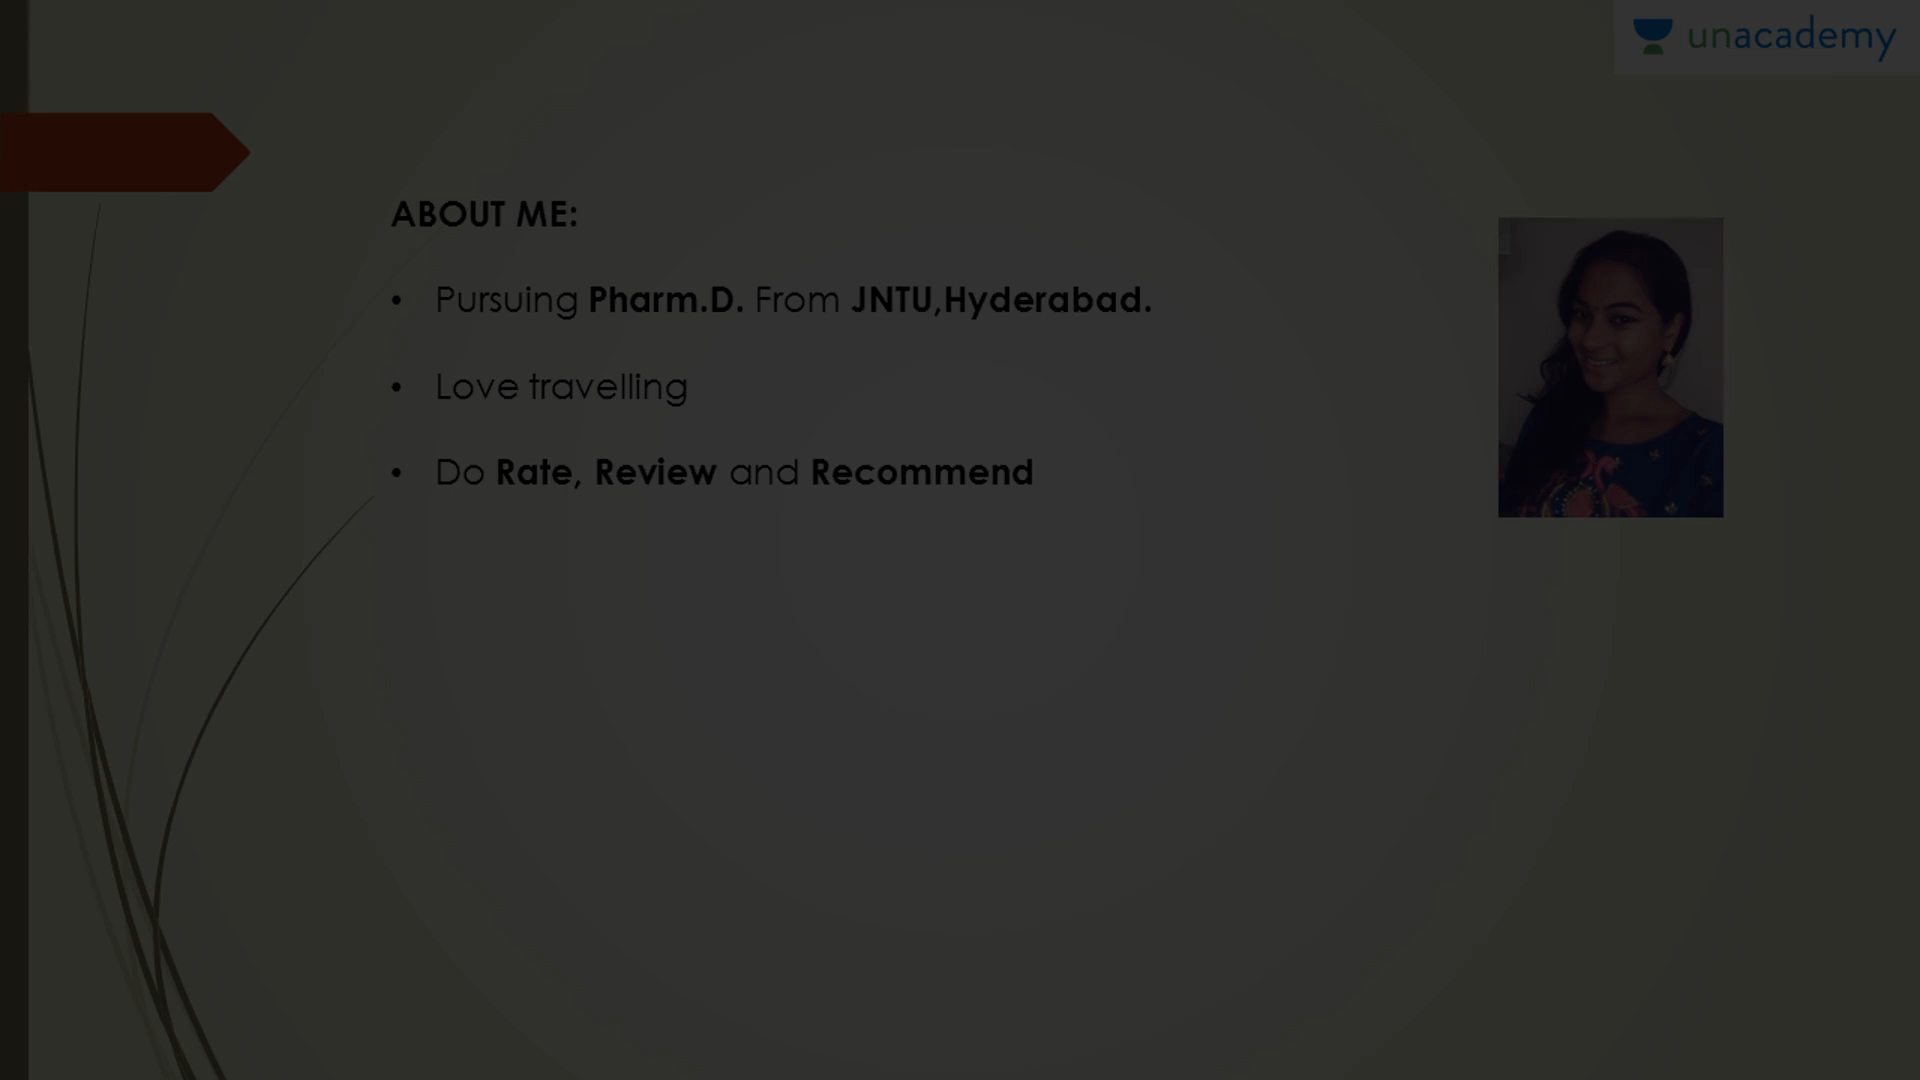 unacademy
ABOUT ME:
• Pursuing Pharm.D. From JNTU,Hyderabad.
• Love travelling
• Do Rate, Review and Recommend